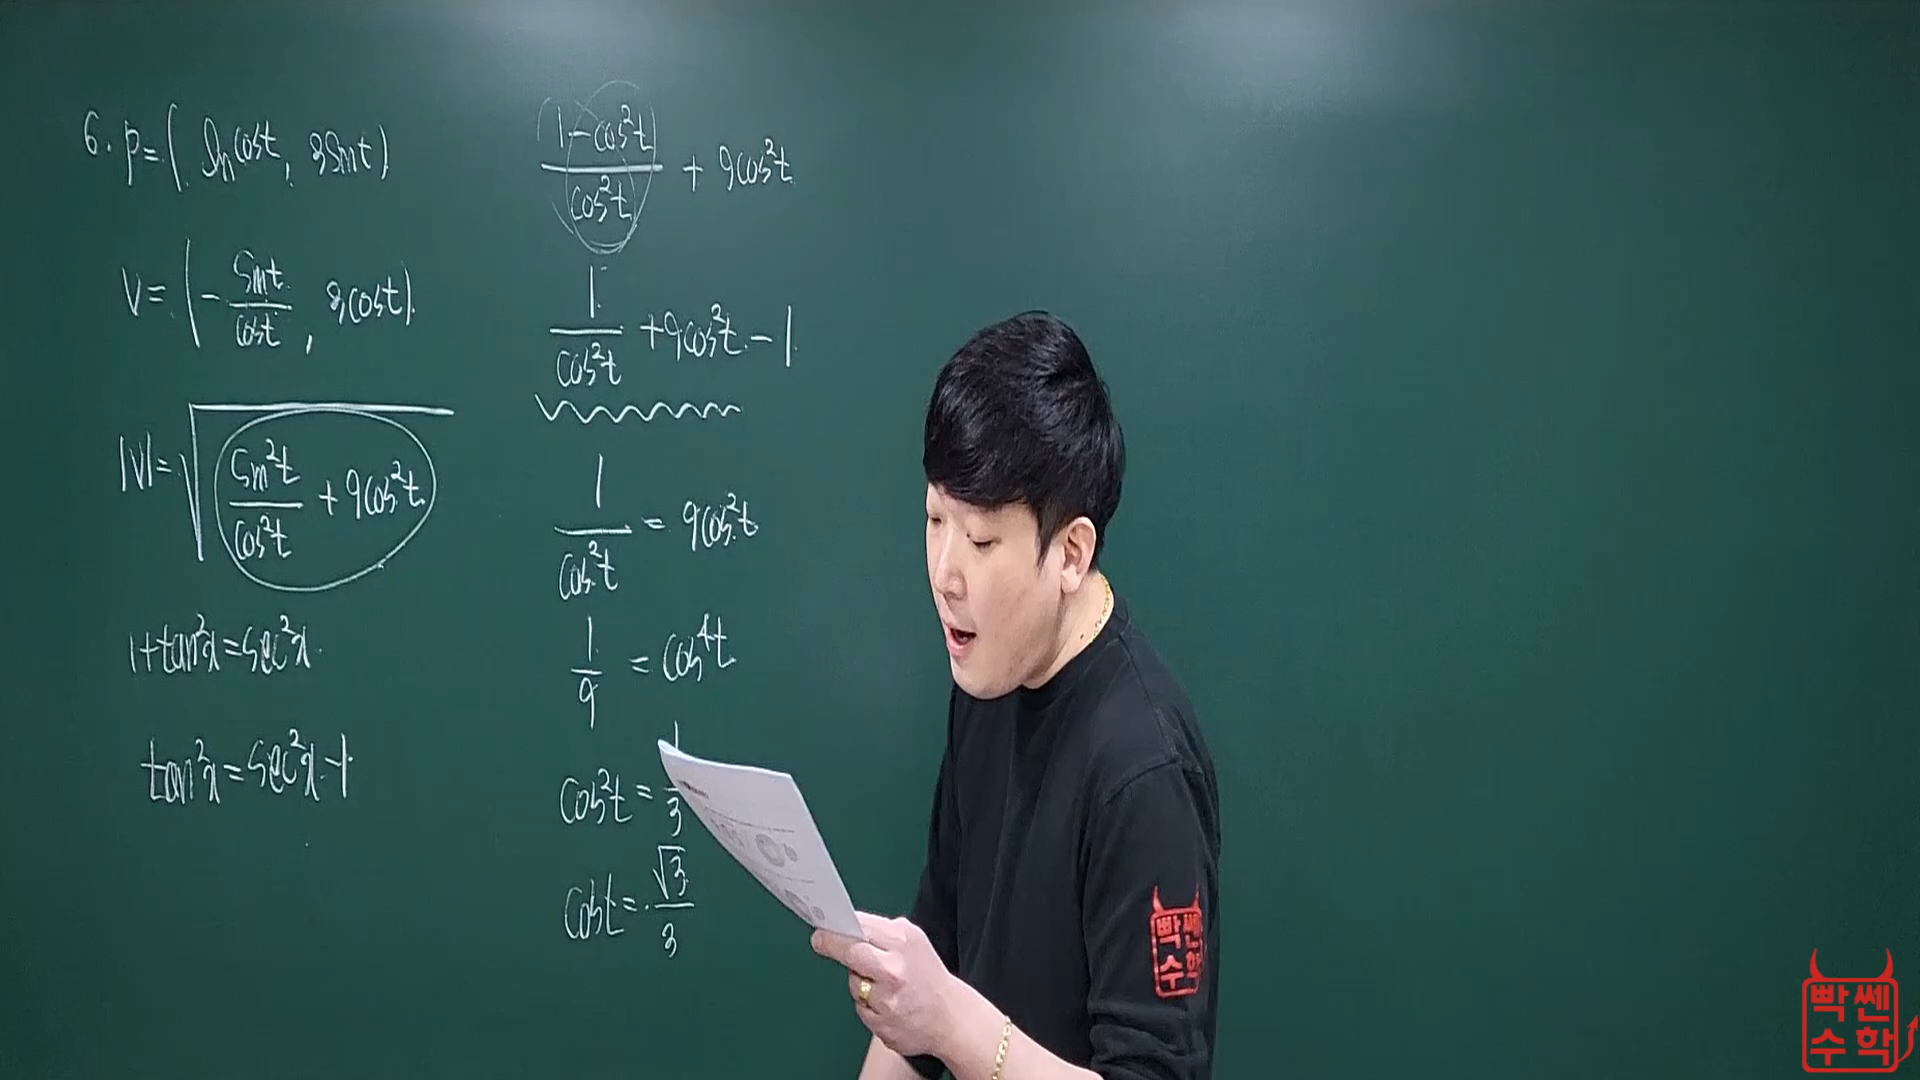 6. P=( ln cost, 3sint)
V=(-sint/cost, 3cost)
|V|=√(sin²t/cos²t + 9cos²t)
1+tan²x=sec²x
tan²x=sec²x-1
(1-cos²t)/cos²t + 9cos²t
1/cos²t +9cos²t-1
1/cos²t = 9cos²t
1/9 = cos⁴t
cos²t = 1/3
cost = √3/3
빡쎈
수학
빡쎈
수학